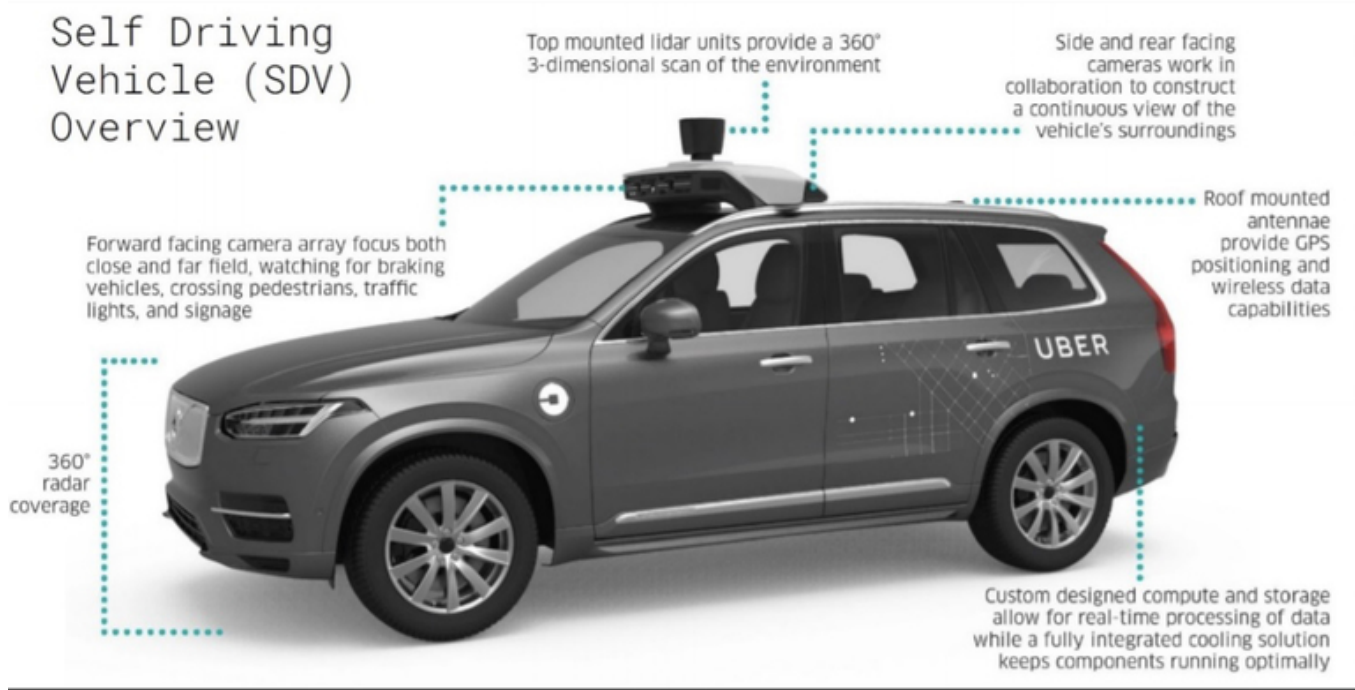 Self Driving
Vehicle (SDV)
Overview
Top mounted lidar units provide a 360°
3-dimensional scan of the environment
Side and rear facing
cameras work in
collaboration to construct
a continuous view of the
vehicle's surroundings
Roof mounted
antennae
provide GPS
positioning and
wireless data
capabilities
Forward facing camera array focus both
close and far field, watching for braking
vehicles, crossing pedestrians, traffic
lights, and signage
UBER
360°
radar
coverage
Custom designed compute and storage
allow for real-time processing of data
while a fully integrated cooling solution
keeps components running optimally